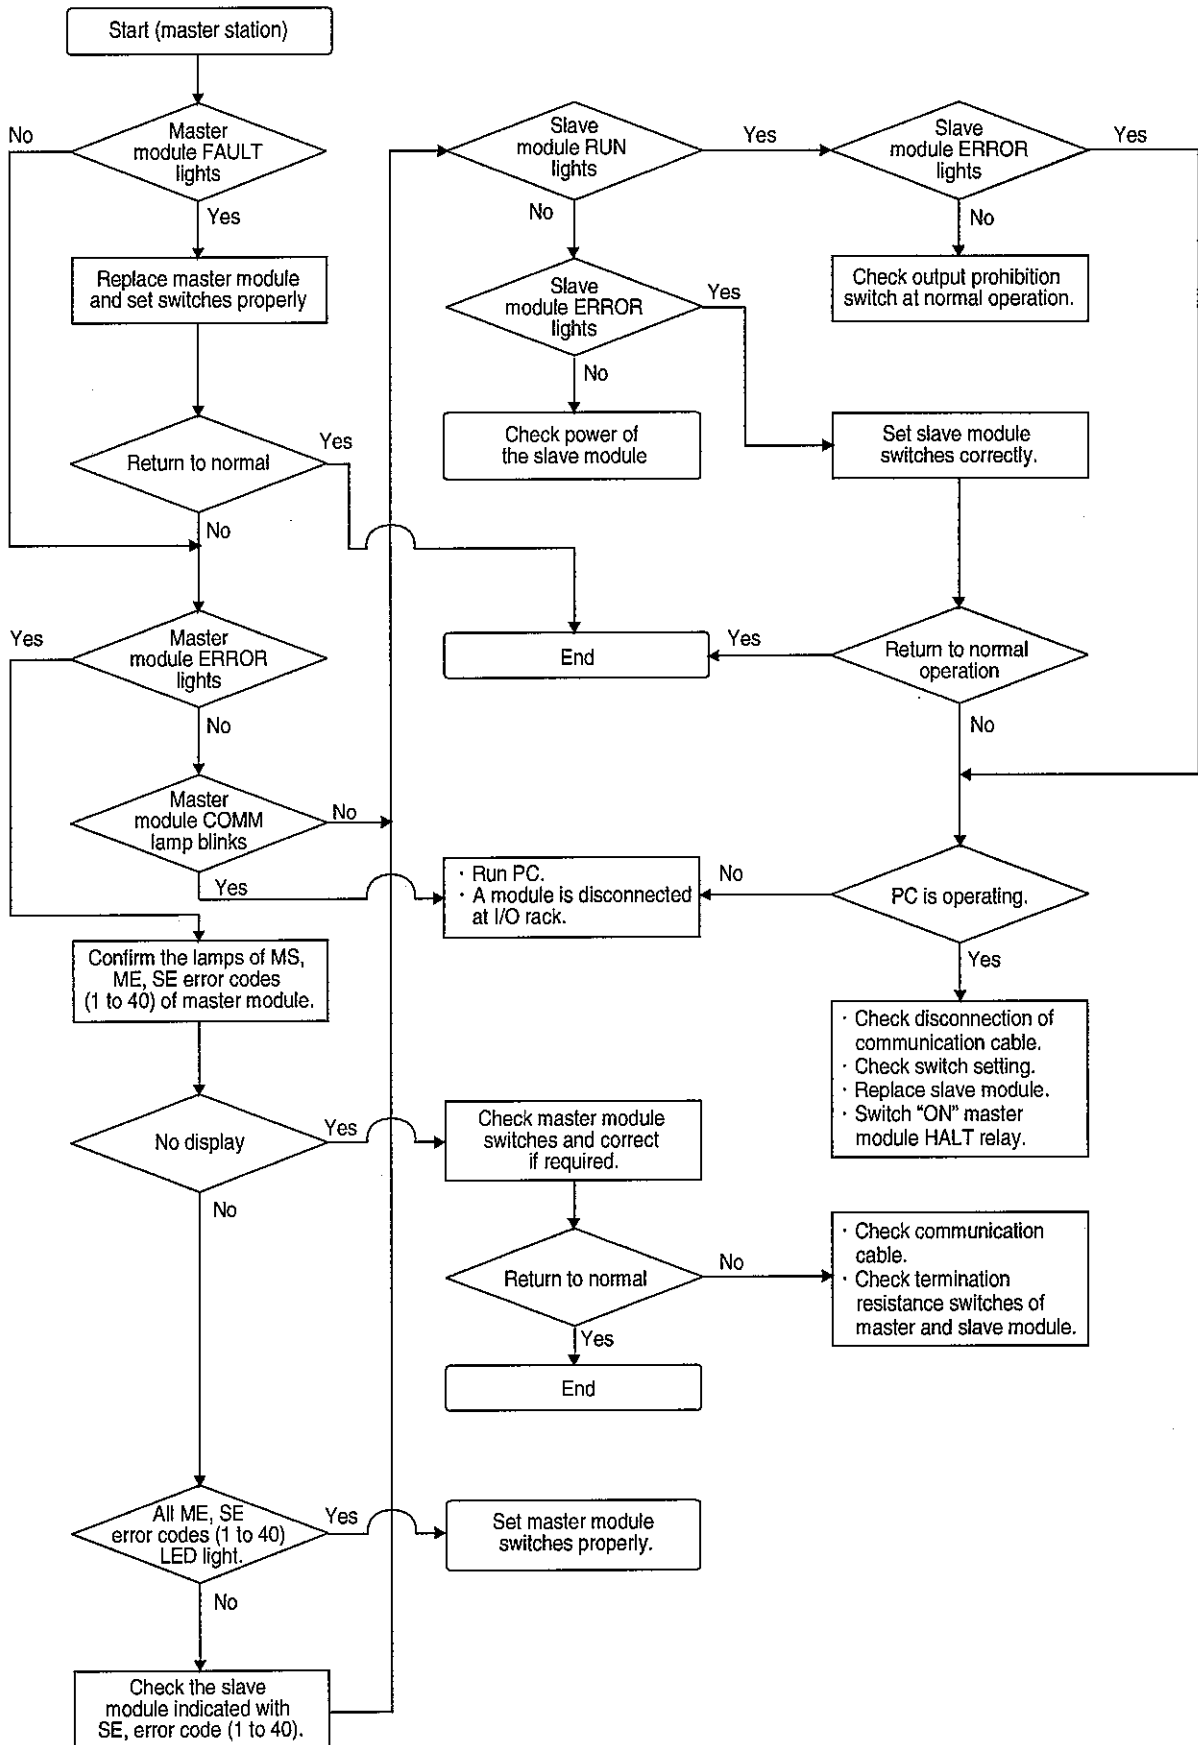 Start (master station)
No
Master
module FAULT
lights
Yes
Replace master module
and set switches properly
Return to normal
Yes
No
Yes
Master
module ERROR
lights
No
Master
module COMM
lamp blinks
No
Yes
Confirm the lamps of MS,
ME, SE error codes
(1 to 40) of master module.
No display
Yes
No
All ME, SE
error codes (1 to 40)
LED light.
Yes
No
Check the slave
module indicated with
SE, error code (1 to 40).
Slave
module RUN
lights
Yes
No
Slave
module ERROR
lights
Yes
No
Check power of
the slave module
End
· Run PC.
· A module is disconnected
at I/O rack.
Check master module
switches and correct
if required.
Return to normal
No
Yes
End
Set master module
switches properly.
Slave
module ERROR
lights
Yes
No
Check output prohibition
switch at normal operation.
Set slave module
switches correctly.
Yes
Return to normal
operation
No
No
PC is operating.
Yes
· Check disconnection of
communication cable.
· Check switch setting.
· Replace slave module.
· Switch “ON” master
module HALT relay.
· Check communication
cable.
· Check termination
resistance switches of
master and slave module.